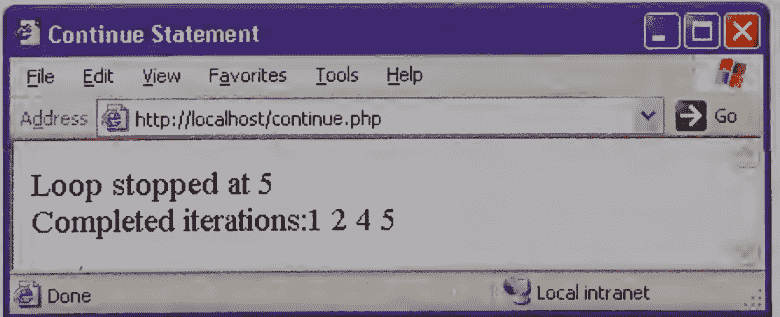 Continue Statement
File Edit View Favorites Tools Help
Address http://localhost/continue.php Go
Loop stopped at 5
Completed iterations:1 2 4 5
Done Local intranet